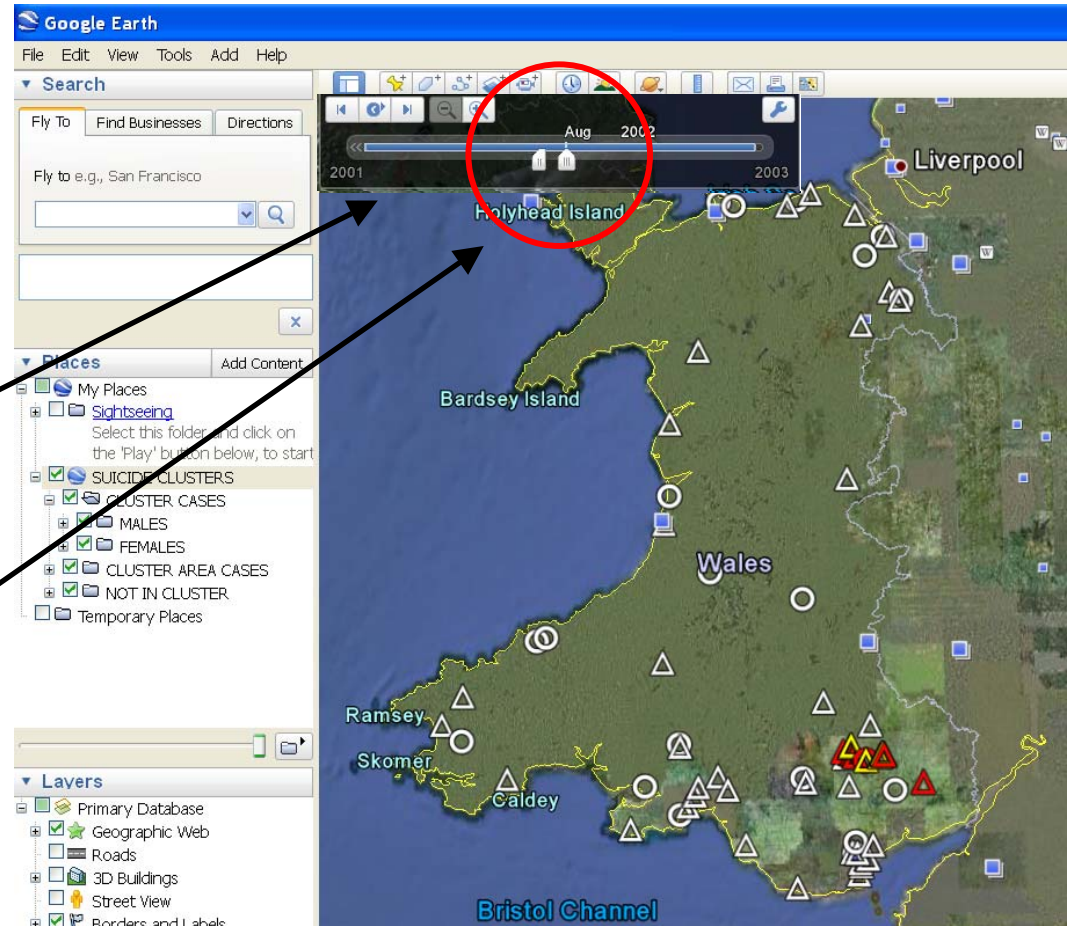 Google Earth
File Edit View Tools Add Help
Search
Fly To Find Businesses Directions
Fly to e.g., San Francisco
Places Add Content
My Places
Sightseeing
Select this folder and click on
the 'Play' button below, to start
SUICIDE CLUSTERS
CLUSTER CASES
MALES
FEMALES
CLUSTER AREA CASES
NOT IN CLUSTER
Temporary Places
Layers
Primary Database
Geographic Web
Roads
3D Buildings
Street View
Borders and Labels
Aug 2002
2001 2003
Liverpool
Holyhead Island
Bardsey Island
Wales
Ramsey
Skomer
Caldey
Bristol Channel
W
W
W